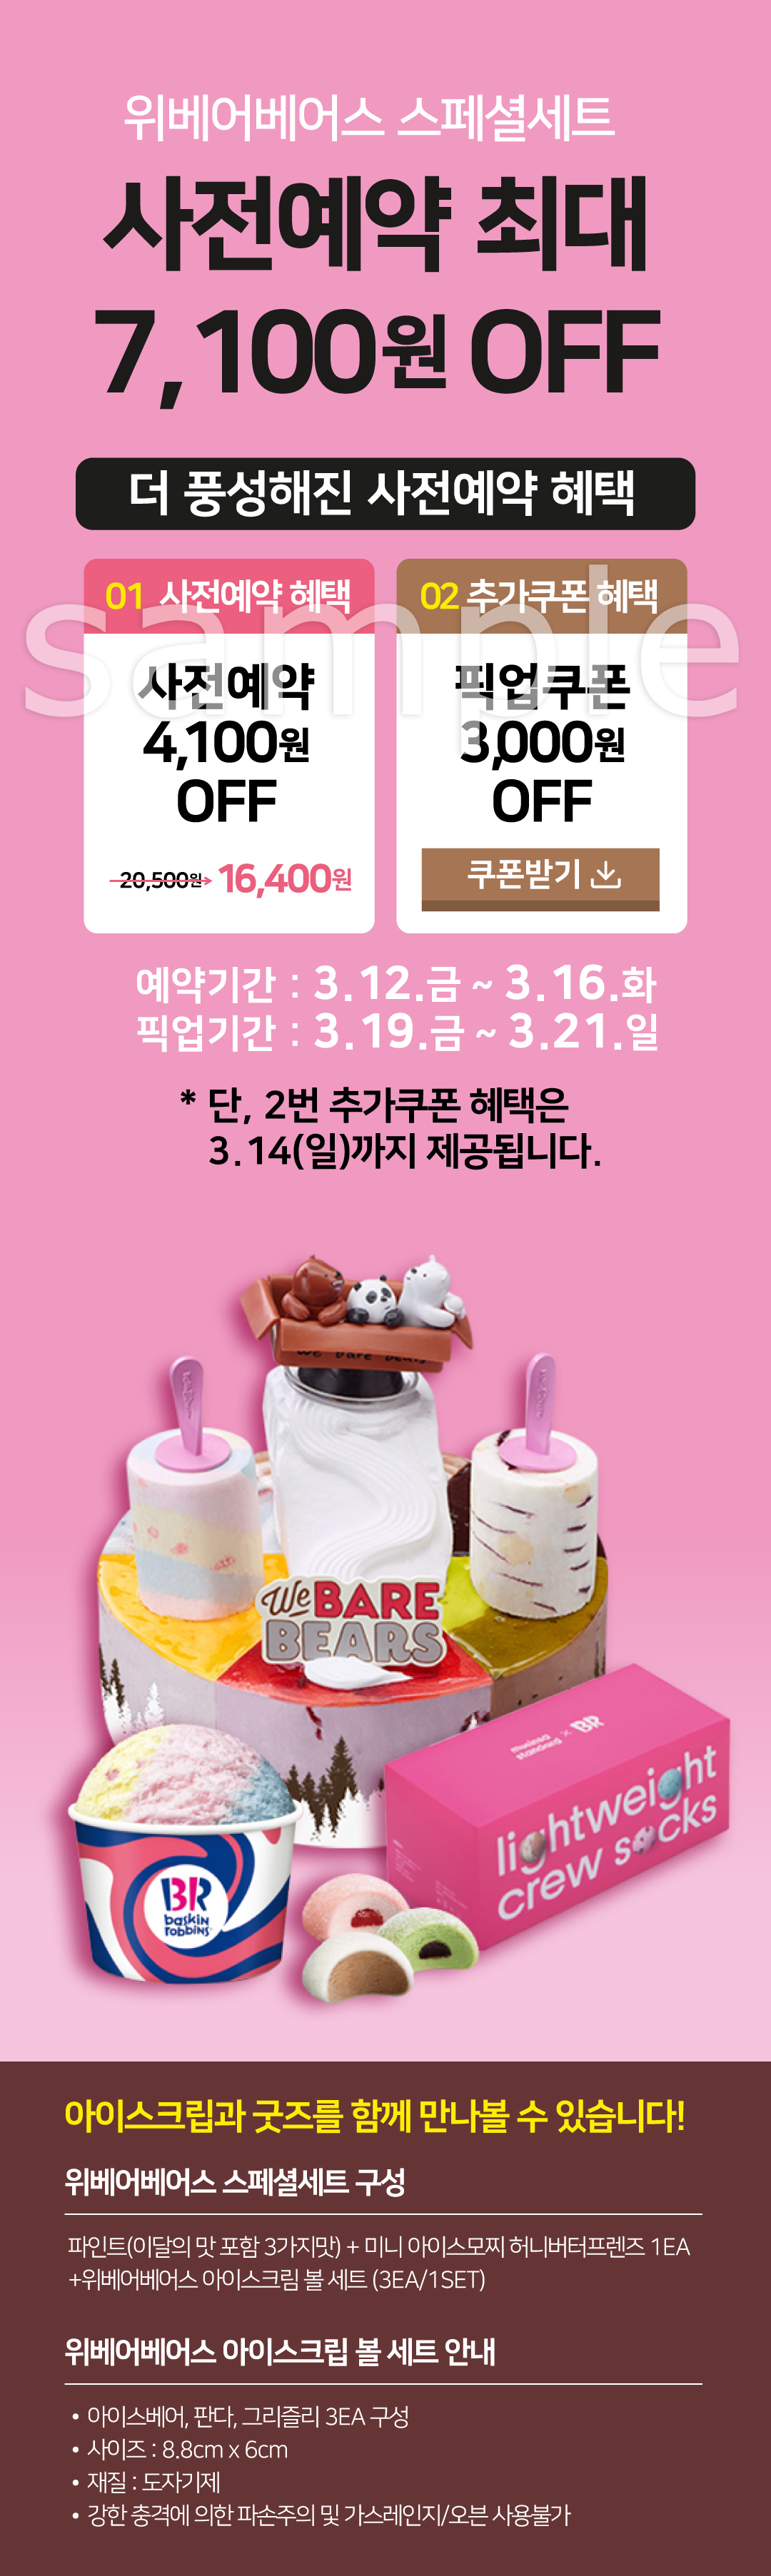 위베어베어스 스페셜세트
사전예약 최대
7,100원 OFF
더 풍성해진 사전예약 혜택
01 사전예약 혜택
사전예약
4,100원
OFF
20,500원 → 16,400원
02 추가쿠폰 혜택
픽업쿠폰
3,000원
OFF
쿠폰받기
sample
예약기간 : 3.12.금 ~ 3.16.화
픽업기간 : 3.19.금 ~ 3.21.일
* 단, 2번 추가쿠폰 혜택은
3.14(일)까지 제공됩니다.
we bare bears
We BARE
BEARS
musinsa
standard × BR
lightweight
crew socks
BR
baskin
robbins
아이스크립과 굿즈를 함께 만나볼 수 있습니다!
위베어베어스 스페셜세트 구성
파인트(이달의 맛 포함 3가지맛) + 미니 아이스모찌 허니버터프렌즈 1EA
+위베어베어스 아이스크림 볼 세트 (3EA/1SET)
위베어베어스 아이스크립 볼 세트 안내
• 아이스베어, 판다, 그리즐리 3EA 구성
• 사이즈 : 8.8cm x 6cm
• 재질 : 도자기제
• 강한 충격에 의한 파손주의 및 가스레인지/오븐 사용불가